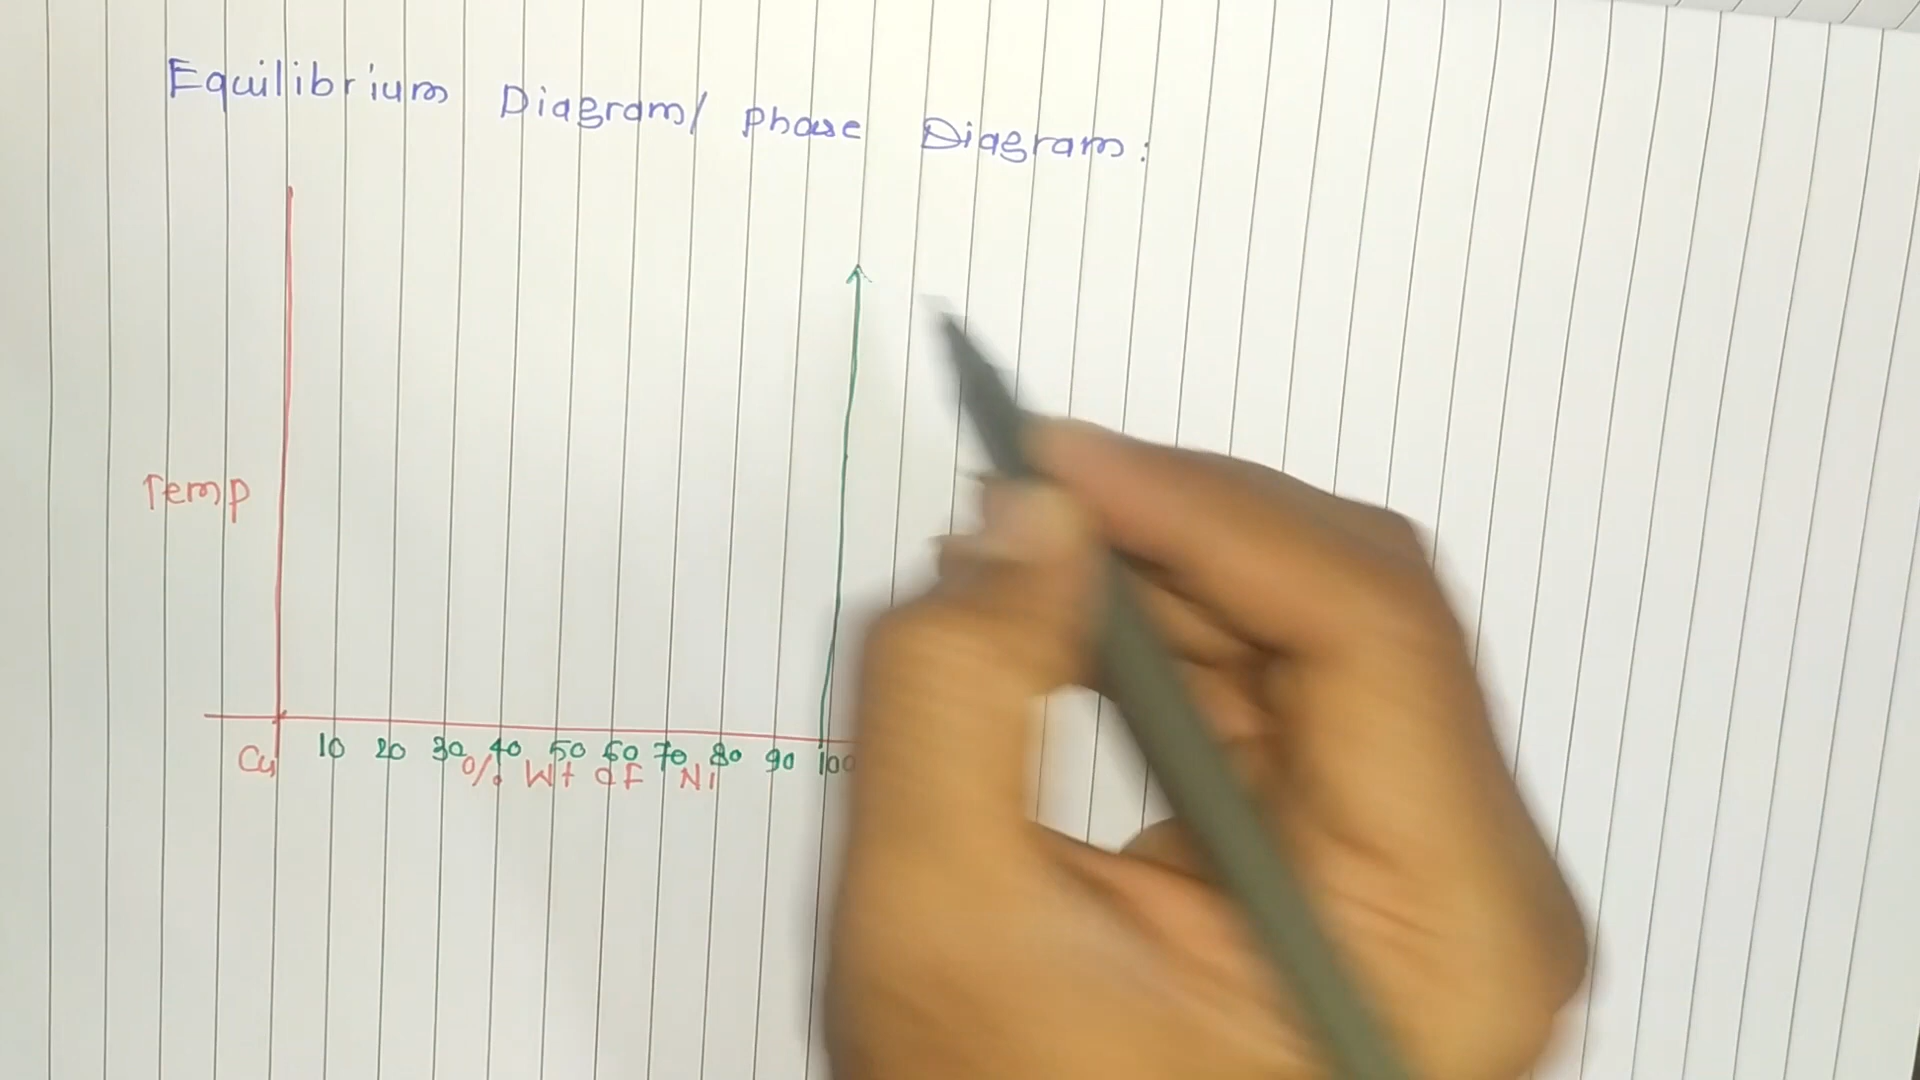 Equilibrium Diagram/ phase Diagram:
Temp
Cu 10 20 30 40 50 60 70 80 90 100
% Wt of Ni